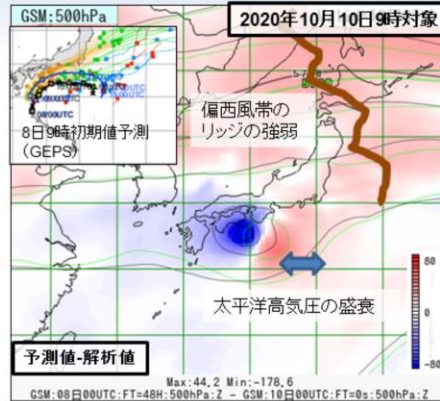 GSM:500hPa
2020年10月10日9時対象
8日9時初期値予測
(GEPS)
偏西風帯の
リッジの強弱
太平洋高気圧の盛衰
80
0
-80
予測値-解析値
Max:44.2 Min:-178.6
GSM:08日00UTC:FT=48H:500hPa:Z - GSM:10日00UTC:FT=0s:500hPa:Z